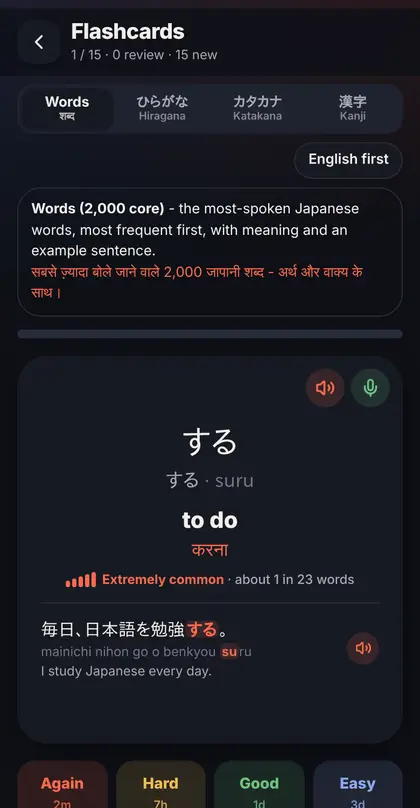 Flashcards
1 / 15 · 0 review · 15 new
Words
शब्द
ひらがな
Hiragana
カタカナ
Katakana
漢字
Kanji
English first
Words (2,000 core) - the most-spoken Japanese
words, most frequent first, with meaning and an
example sentence.
सबसे ज़्यादा बोले जाने वाले 2,000 जापानी शब्द - अर्थ और वाक्य के
साथ।
する
する · suru
to do
करना
Extremely common · about 1 in 23 words
毎日、日本語を勉強する。
mainichi nihon go o benkyou suru
I study Japanese every day.
Again
2m
Hard
7h
Good
1d
Easy
3d